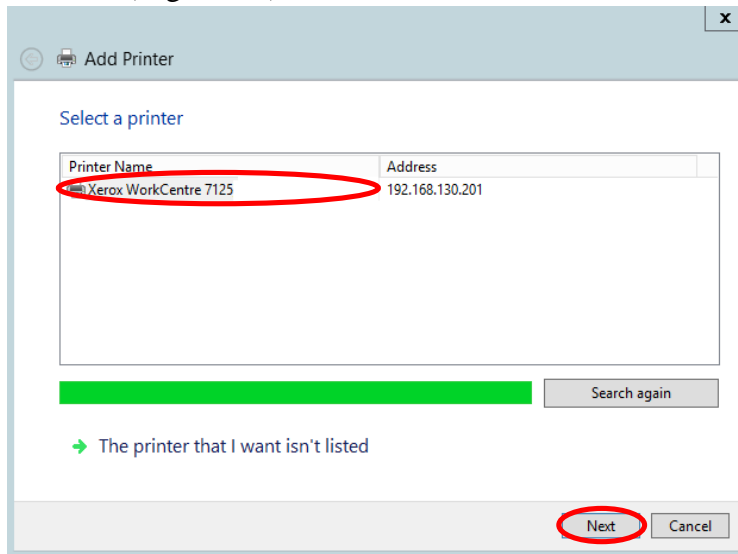 x
Add Printer
Select a printer
Printer Name Address
Xerox WorkCentre 7125 192.168.130.201
Search again
The printer that I want isn't listed
Next Cancel